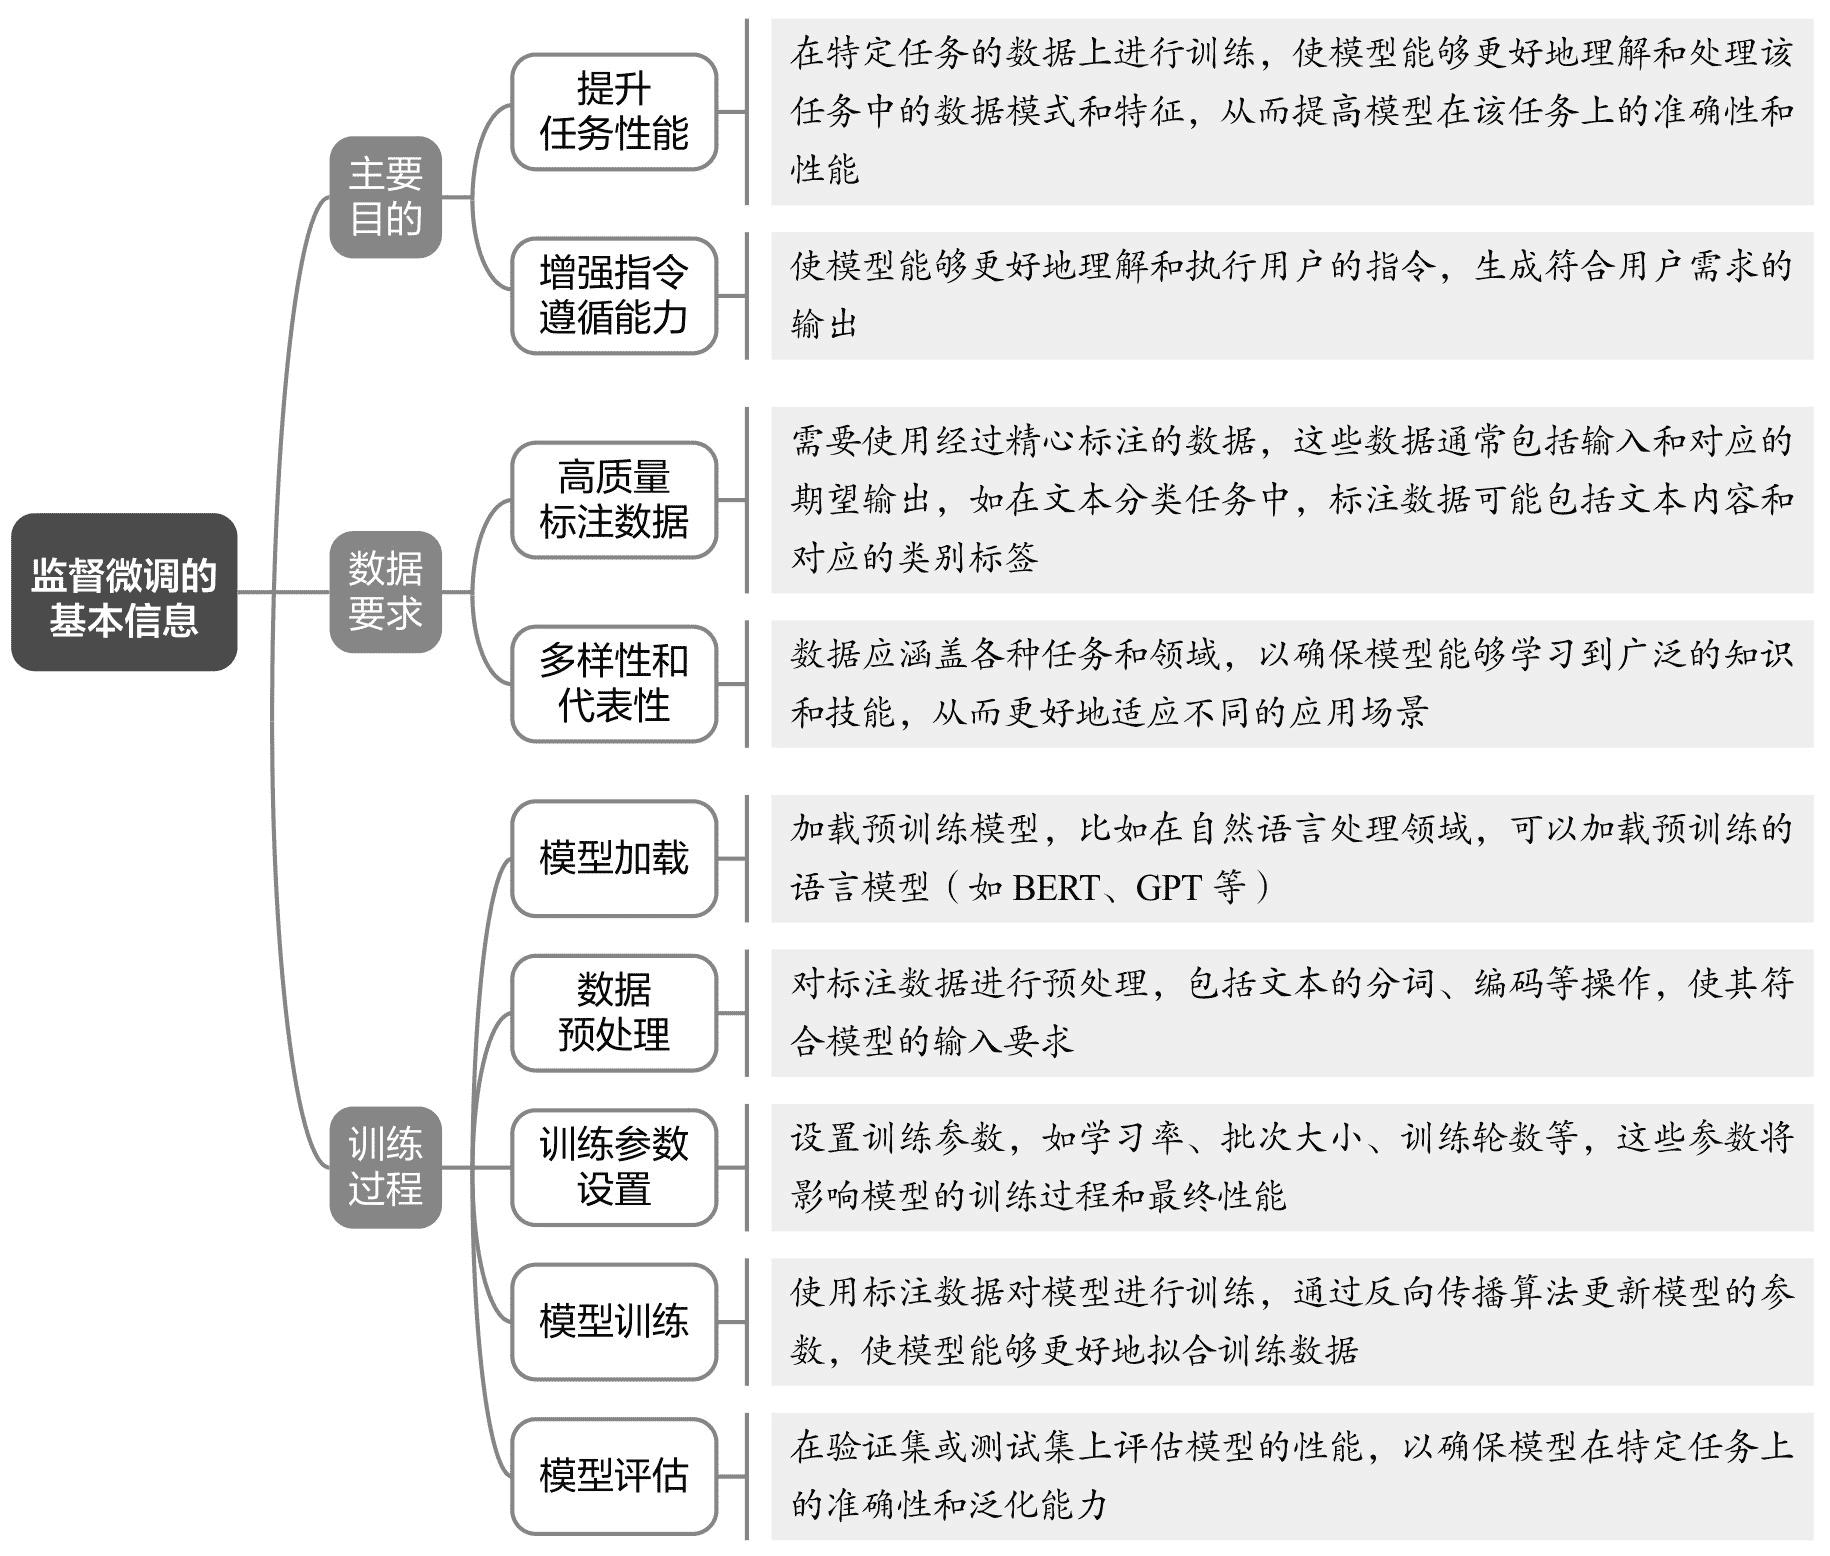 监督微调的
基本信息
主要
目的
提升
任务性能
在特定任务的数据上进行训练，使模型能够更好地理解和处理该
任务中的数据模式和特征，从而提高模型在该任务上的准确性和
性能
增强指令
遵循能力
使模型能够更好地理解和执行用户的指令，生成符合用户需求的
输出
数据
要求
高质量
标注数据
需要使用经过精心标注的数据，这些数据通常包括输入和对应的
期望输出，如在文本分类任务中，标注数据可能包括文本内容和
对应的类别标签
多样性和
代表性
数据应涵盖各种任务和领域，以确保模型能够学习到广泛的知识
和技能，从而更好地适应不同的应用场景
训练
过程
模型加载
加载预训练模型，比如在自然语言处理领域，可以加载预训练的
语言模型（如 BERT、GPT 等）
数据
预处理
对标注数据进行预处理，包括文本的分词、编码等操作，使其符
合模型的输入要求
训练参数
设置
设置训练参数，如学习率、批次大小、训练轮数等，这些参数将
影响模型的训练过程和最终性能
模型训练
使用标注数据对模型进行训练，通过反向传播算法更新模型的参
数，使模型能够更好地拟合训练数据
模型评估
在验证集或测试集上评估模型的性能，以确保模型在特定任务上
的准确性和泛化能力